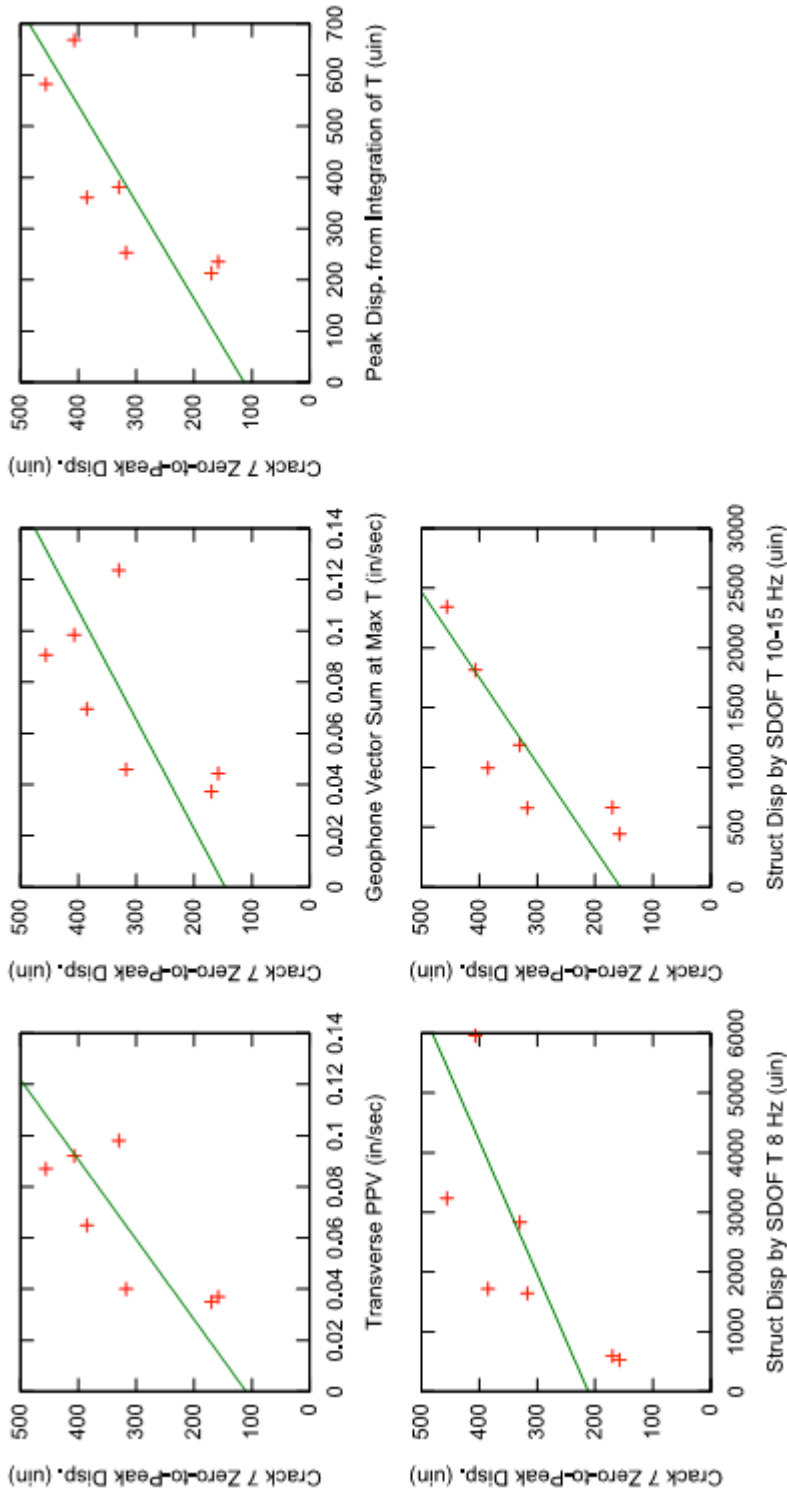 Crack 7 Zero-to-Peak Disp. (uin)
500
400
300
200
100
0
0 0.02 0.04 0.06 0.08 0.1 0.12 0.14
Transverse PPV (in/sec)
Crack 7 Zero-to-Peak Disp. (uin)
500
400
300
200
100
0
0 0.02 0.04 0.06 0.08 0.1 0.12 0.14
Geophone Vector Sum at Max T (in/sec)
Crack 7 Zero-to-Peak Disp. (uin)
500
400
300
200
100
0
0 100 200 300 400 500 600 700
Peak Disp. from Integration of T (uin)
Crack 7 Zero-to-Peak Disp. (uin)
500
400
300
200
100
0
0 1000 2000 3000 4000 5000 6000
Struct Disp by SDOF T 8 Hz (uin)
Crack 7 Zero-to-Peak Disp. (uin)
500
400
300
200
100
0
0 500 1000 1500 2000 2500 3000
Struct Disp by SDOF T 10-15 Hz (uin)